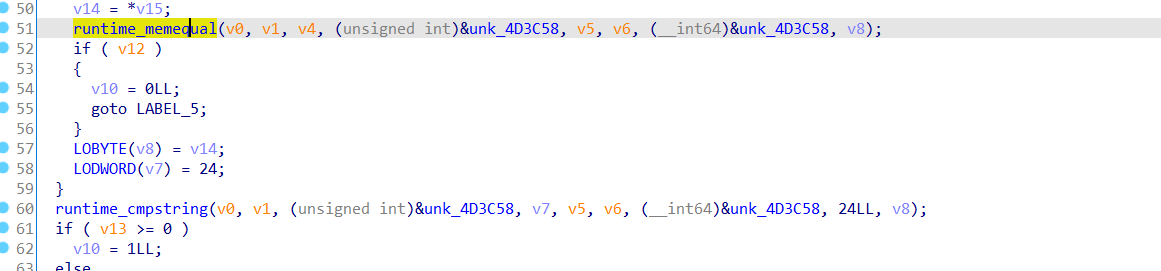 50 v14 = *v15;
51 runtime_memequal(v0, v1, v4, (unsigned int)&unk_4D3C58, v5, v6, (__int64)&unk_4D3C58, v8);
52 if ( v12 )
53 {
54 v10 = 0LL;
55 goto LABEL_5;
56 }
57 LOBYTE(v8) = v14;
58 LODWORD(v7) = 24;
59 }
60 runtime_cmpstring(v0, v1, (unsigned int)&unk_4D3C58, v7, v5, v6, (__int64)&unk_4D3C58, 24LL, v8);
61 if ( v13 >= 0 )
62 v10 = 1LL;
63 else